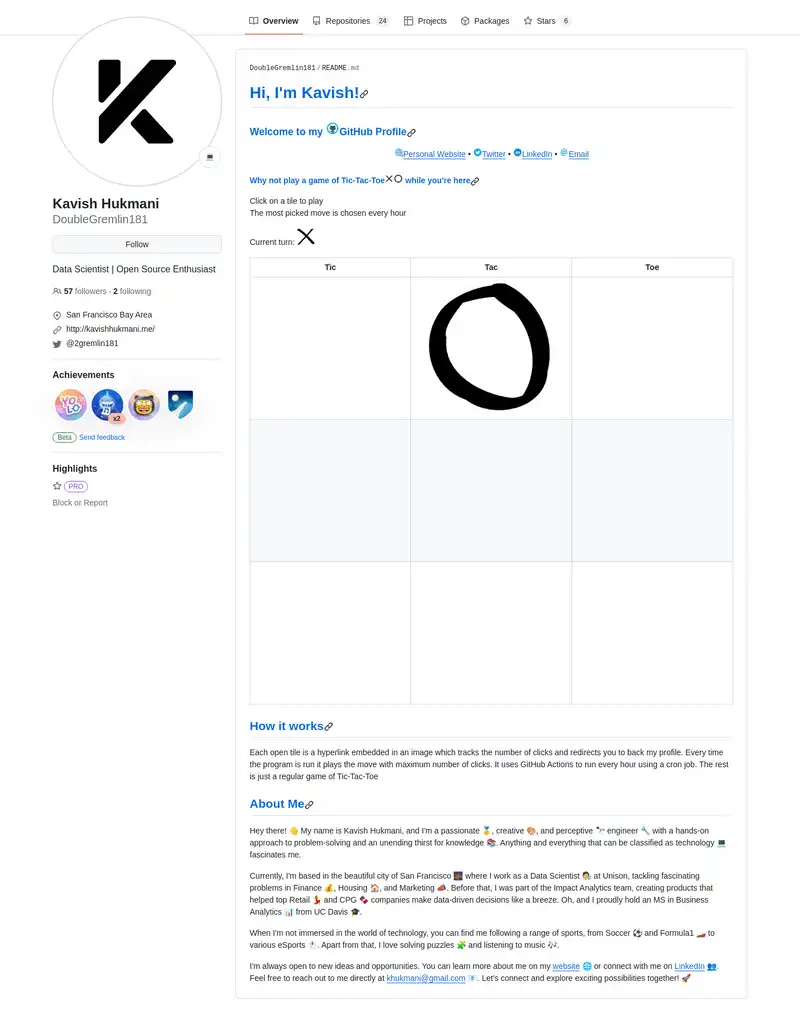 Overview
Repositories 24
Projects
Packages
Stars 6
Kavish Hukmani
DoubleGremlin181
Follow
Data Scientist | Open Source Enthusiast
57 followers · 2 following
San Francisco Bay Area
http://kavishhukmani.me/
@2gremlin181
Achievements
YOLO
x2
Beta Send feedback
Highlights
PRO
Block or Report
DoubleGremlin181/README.md
Hi, I'm Kavish!
Welcome to my GitHub Profile
Personal Website • Twitter • LinkedIn • Email
Why not play a game of Tic-Tac-Toe while you're here
Click on a tile to play
The most picked move is chosen every hour
Current turn:
Tic Tac Toe
How it works
Each open tile is a hyperlink embedded in an image which tracks the number of clicks and redirects you to back my profile. Every time
the program is run it plays the move with maximum number of clicks. It uses GitHub Actions to run every hour using a cron job. The rest
is just a regular game of Tic-Tac-Toe
About Me
Hey there! 👋 My name is Kavish Hukmani, and I'm a passionate 🏅, creative 🎨, and perceptive 🔭 engineer 🔧 with a hands-on
approach to problem-solving and an unending thirst for knowledge 📚. Anything and everything that can be classified as technology 💻
fascinates me.
Currently, I'm based in the beautiful city of San Francisco 🌉 where I work as a Data Scientist 🧑‍🔬 at Unison, tackling fascinating
problems in Finance 💰, Housing 🏠, and Marketing 📣. Before that, I was part of the Impact Analytics team, creating products that
helped top Retail 💃 and CPG 🍫 companies make data-driven decisions like a breeze. Oh, and I proudly hold an MS in Business
Analytics 📊 from UC Davis 🎓.
When I'm not immersed in the world of technology, you can find me following a range of sports, from Soccer ⚽ and Formula1 🏎️ to
various eSports 🖱️. Apart from that, I love solving puzzles 🧩 and listening to music 🎶.
I'm always open to new ideas and opportunities. You can learn more about me on my website 🌐 or connect with me on LinkedIn 👥.
Feel free to reach out to me directly at khukmani@gmail.com 📧. Let's connect and explore exciting possibilities together! 🚀